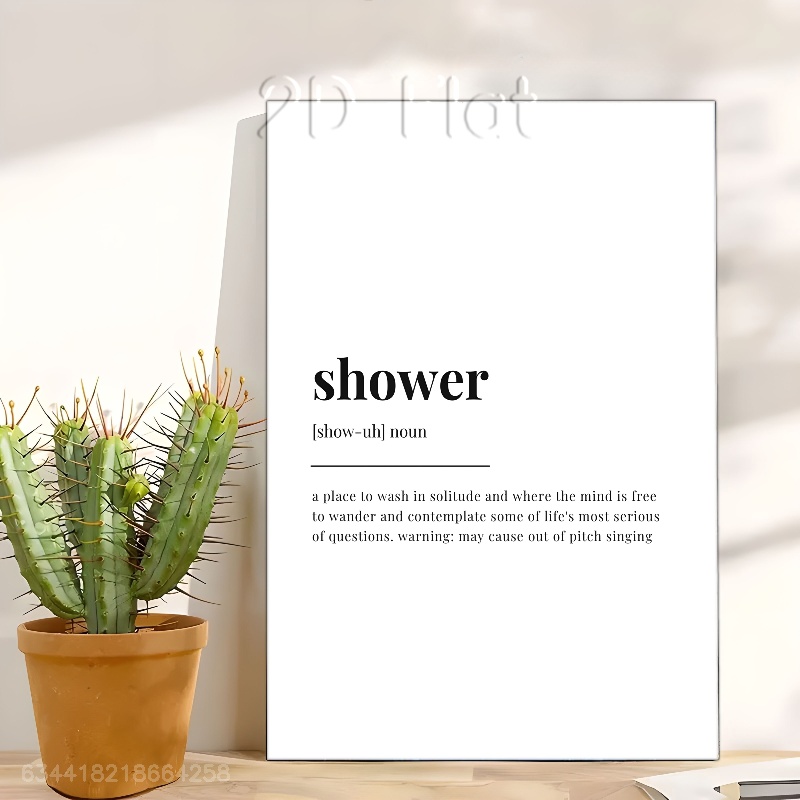 2D Flat
shower
[show-uh] noun
a place to wash in solitude and where the mind is free
to wander and contemplate some of life's most serious
of questions. warning: may cause out of pitch singing
634418218664258